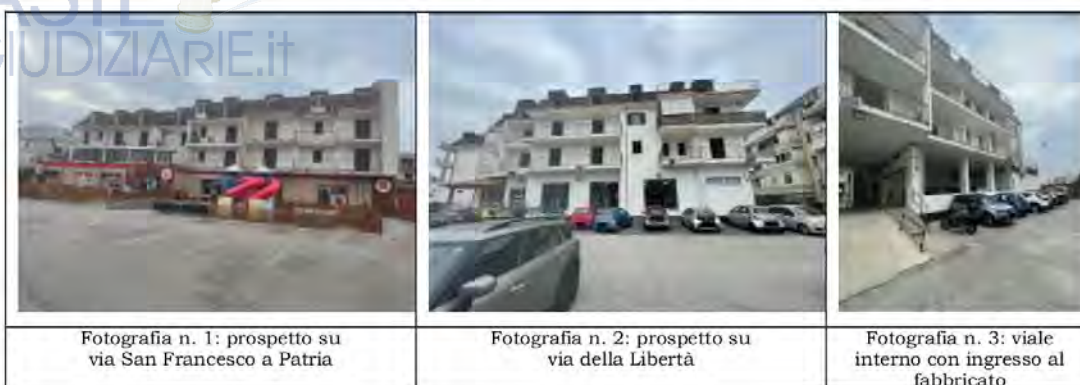 ASTE
GIUDIZIARIE.it
Fotografia n. 1: prospetto su
via San Francesco a Patria
Fotografia n. 2: prospetto su
via della Libertà
Fotografia n. 3: viale
interno con ingresso al
fabbricato